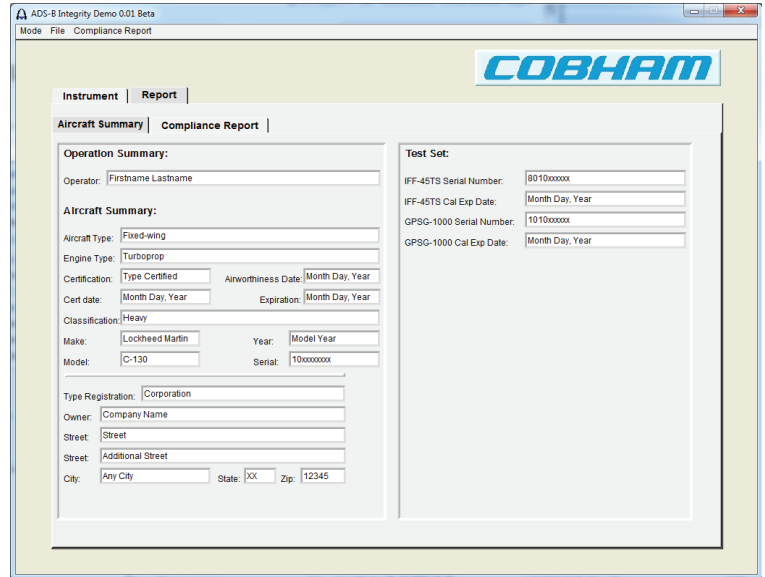 ADS-B Integrity Demo 0.01 Beta
Mode File Compliance Report
COBHAM
Instrument Report
Aircraft Summary Compliance Report
Operation Summary:
Operator: Firstname Lastname
Aircraft Summary:
Aircraft Type: Fixed-wing
Engine Type: Turboprop
Certification: Type Certified Airworthiness Date: Month Day, Year
Cert date: Month Day, Year Expiration: Month Day, Year
Classification: Heavy
Make: Lockheed Martin Year: Model Year
Model: C-130 Serial: 10xxxxxxxx
Type Registration: Corporation
Owner: Company Name
Street: Street
Street: Additional Street
City: Any City State: XX Zip: 12345
Test Set:
IFF-45TS Serial Number: 8010xxxxxx
IFF-45TS Cal Exp Date: Month Day, Year
GPSG-1000 Serial Number: 1010xxxxxx
GPSG-1000 Cal Exp Date: Month Day, Year